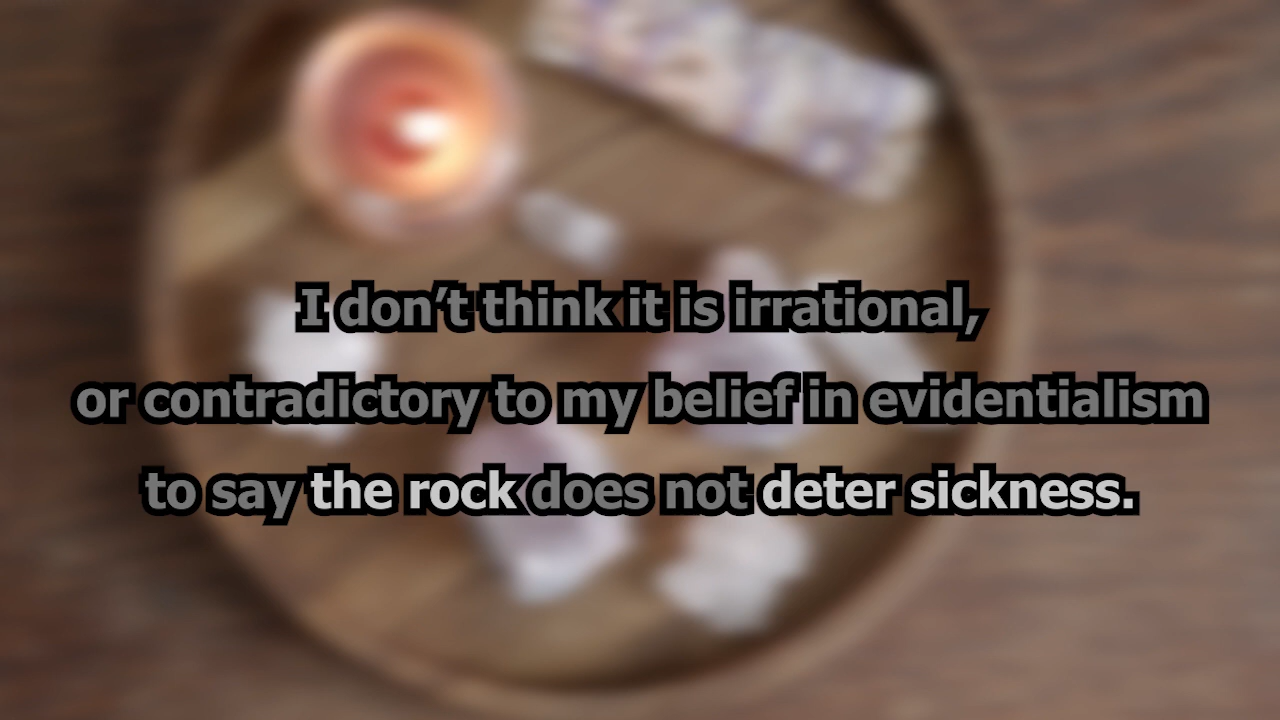 I don’t think it is irrational,
or contradictory to my belief in evidentialism
to say the rock does not deter sickness.